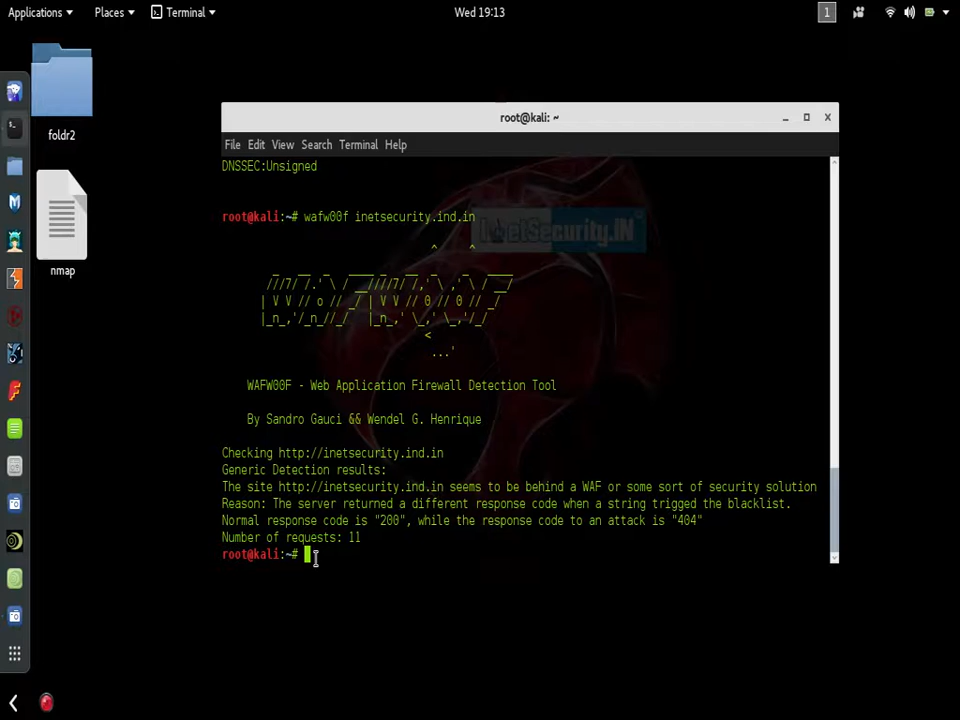 Applications Places Terminal Wed 19:13 1
foldr2
nmap
root@kali: ~
File Edit View Search Terminal Help
DNSSEC:Unsigned
root@kali:~# wafw00f inetsecurity.ind.in
InetSecurity.IN
WAFW00F - Web Application Firewall Detection Tool
By Sandro Gauci && Wendel G. Henrique
Checking http://inetsecurity.ind.in
Generic Detection results:
The site http://inetsecurity.ind.in seems to be behind a WAF or some sort of security solution
Reason: The server returned a different response code when a string trigged the blacklist.
Normal response code is "200", while the response code to an attack is "404"
Number of requests: 11
root@kali:~#